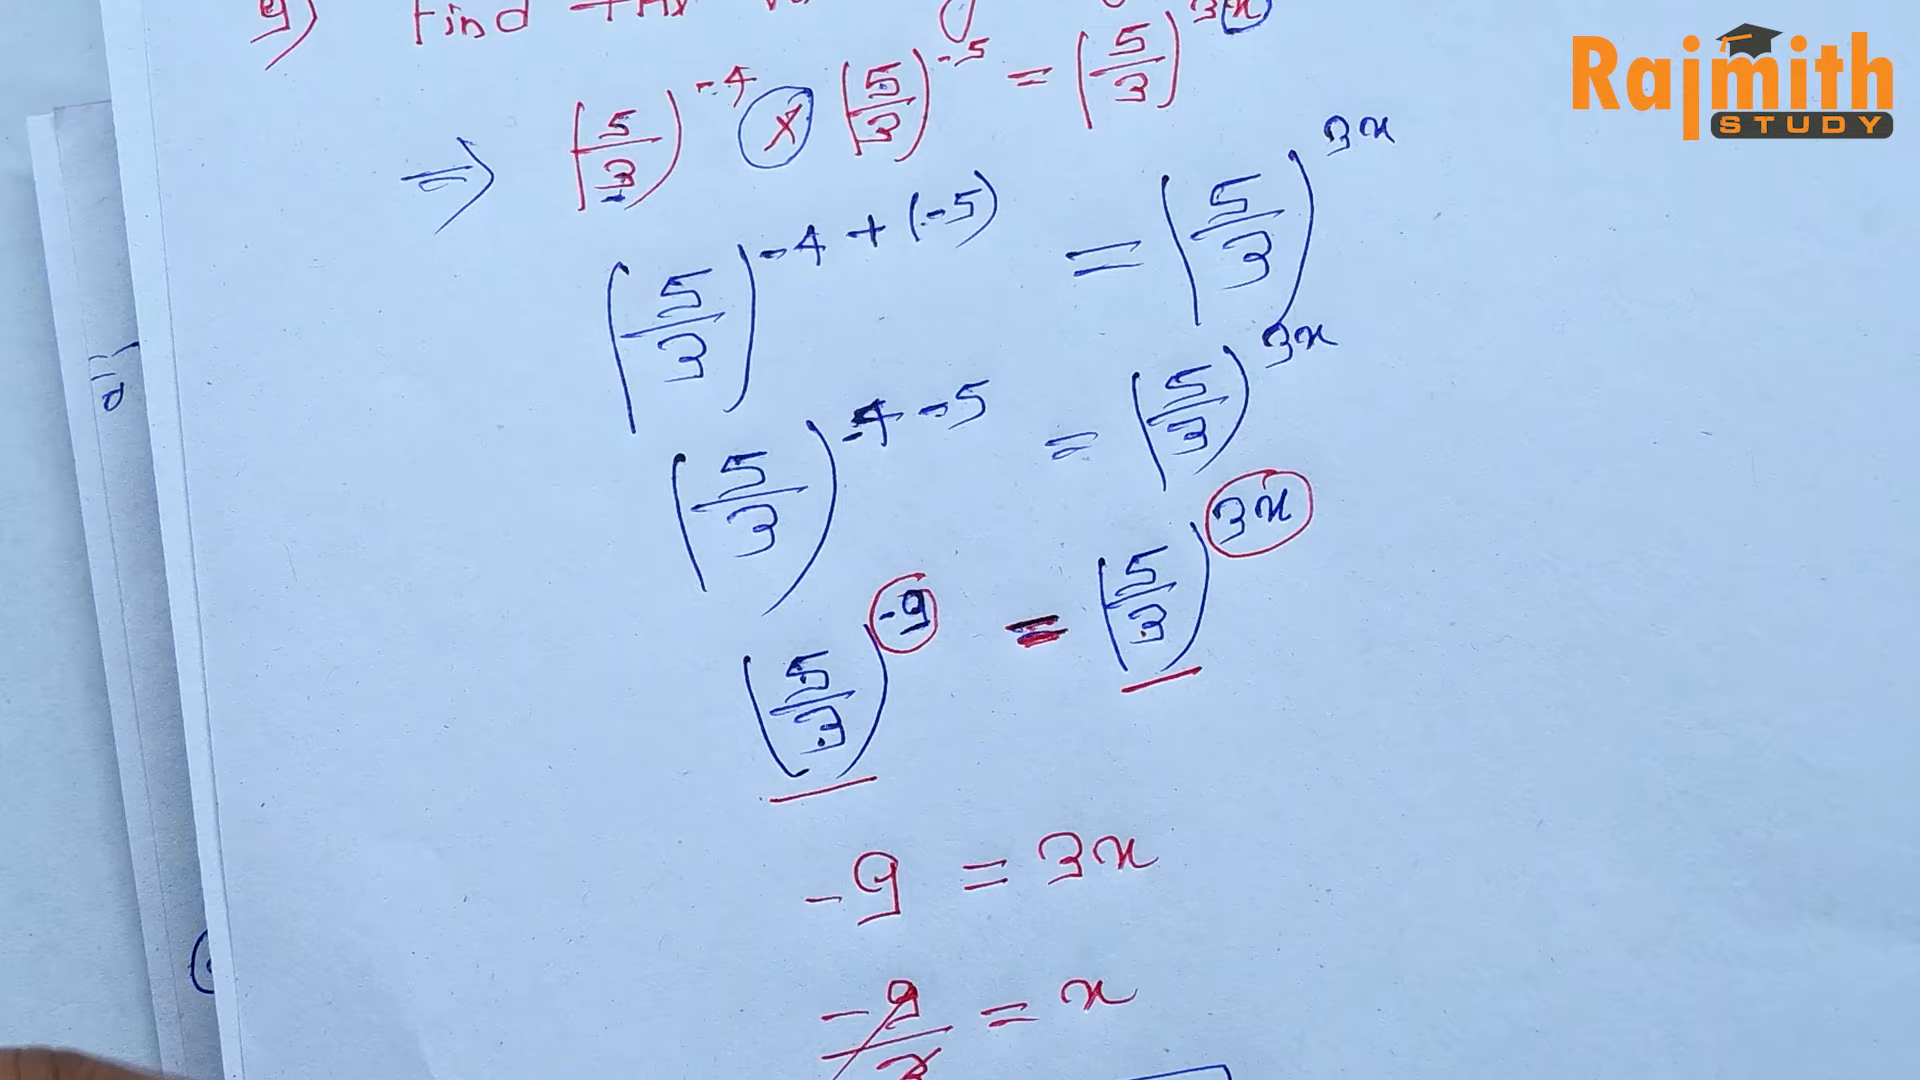 9) Find
(5/3)^-4 × (5/3)^-5 = (5/3)^3x
Rajmith
STUDY
⇒
(5/3)^-4+(-5) = (5/3)^3x
(5/3)^-4-5 = (5/3)^3x
(5/3)^-9 = (5/3)^3x
-9 = 3x
-9/3 = x